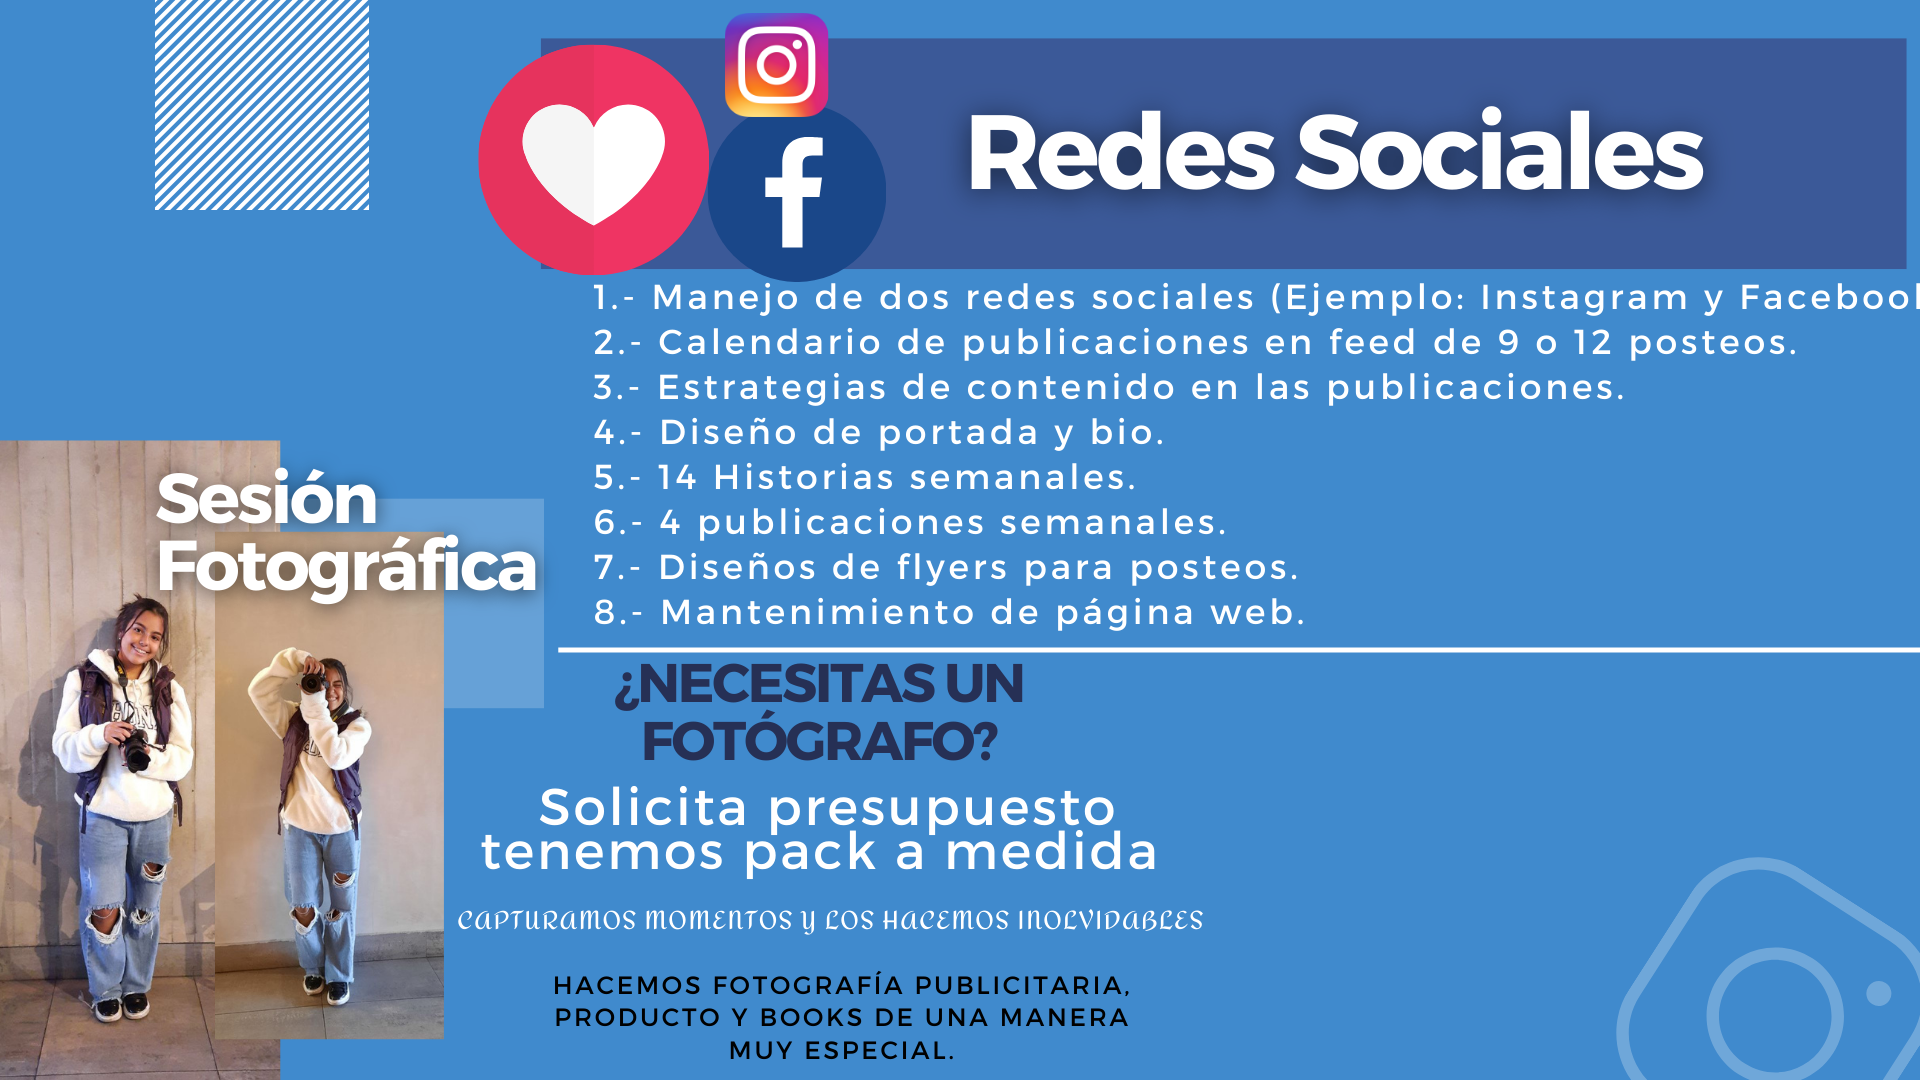 Redes Sociales
1.- Manejo de dos redes sociales (Ejemplo: Instagram y
2.- Calendario de publicaciones en feed de 9 o 12 posteos.
3.- Estrategias de contenido en las publicaciones.
4.- Diseño de portada y bio.
5.- 14 Historias semanales.
6.- 4 publicaciones semanales.
7.- Diseños de flyers para posteos.
8.- Mantenimiento de página web.
Sesión
Fotográfica
¿NECESITAS UN
FOTÓGRAFO?
Solicita presupuesto
tenemos pack a medida
CAPTURAMOS MOMENTOS Y LOS HACEMOS INOLVIDABLES
HACEMOS FOTOGRAFÍA PUBLICITARIA,
PRODUCTO Y BOOKS DE UNA MANERA
MUY ESPECIAL.